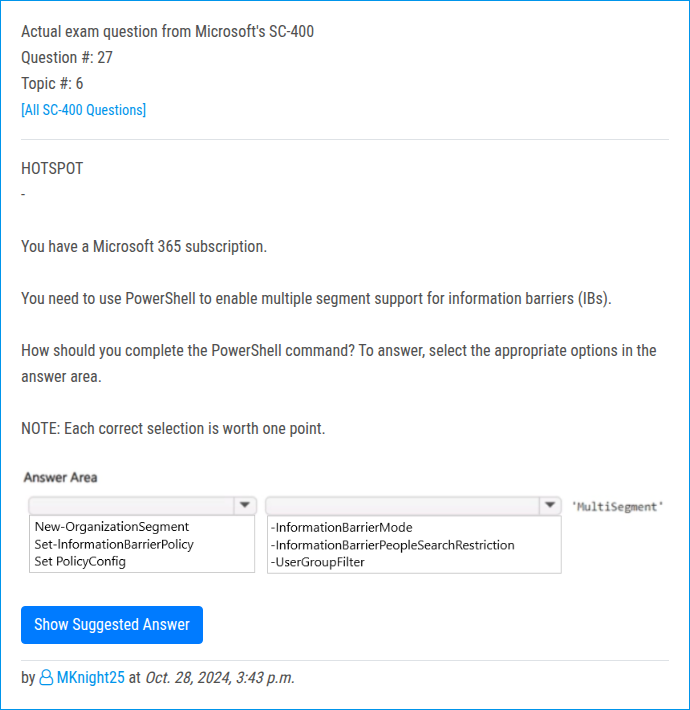 Actual exam question from Microsoft's SC-400
Question #: 27
Topic #: 6
[All SC-400 Questions]
HOTSPOT
-
You have a Microsoft 365 subscription.
You need to use PowerShell to enable multiple segment support for information barriers (IBs).
How should you complete the PowerShell command? To answer, select the appropriate options in the
answer area.
NOTE: Each correct selection is worth one point.
Answer Area
'MultiSegment'
New-OrganizationSegment
Set-InformationBarrierPolicy
Set PolicyConfig
-InformationBarrierMode
-InformationBarrierPeopleSearchRestriction
-UserGroupFilter
Show Suggested Answer
by MKnight25 at Oct. 28, 2024, 3:43 p.m.